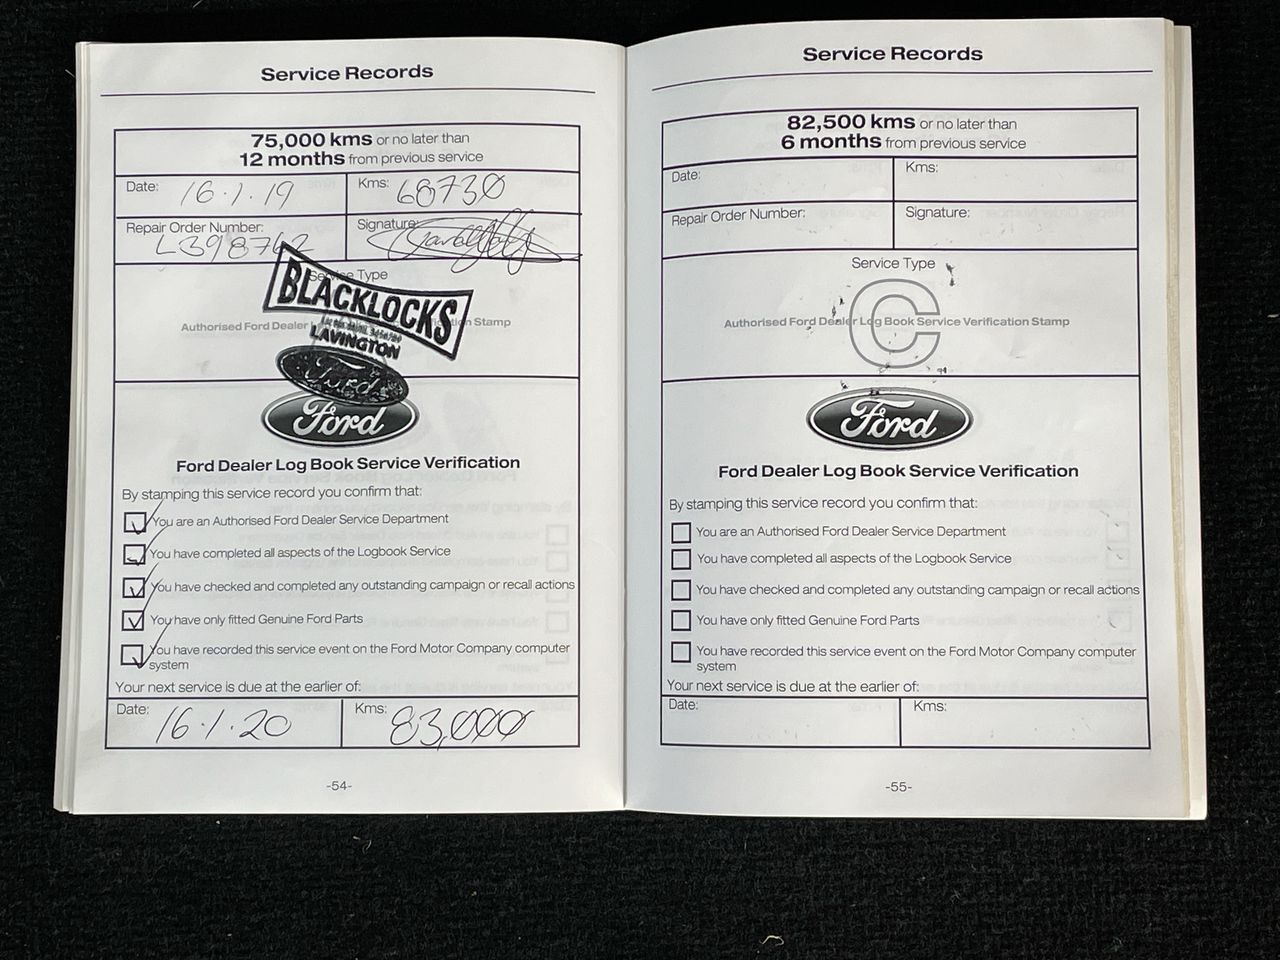 Service Records
75,000 kms or no later than
12 months from previous service
Date: 16.1.19
Kms: 68730
Repair Order Number:
L398762
Signature:
Service Type
BLACKLOCKS
Authorised Ford Dealer Stamp
LAVINGTON
Ford
Ford
Ford Dealer Log Book Service Verification
By stamping this service record you confirm that:
You are an Authorised Ford Dealer Service Department
You have completed all aspects of the Logbook Service
You have checked and completed any outstanding campaign or recall actions
You have only fitted Genuine Ford Parts
You have recorded this service event on the Ford Motor Company computer
system
Your next service is due at the earlier of:
Date: 16.1.20
Kms: 83,000
-54-
Service Records
82,500 kms or no later than
6 months from previous service
Date:
Kms:
Repair Order Number:
Signature:
Service Type
C
Authorised Ford Dealer Log Book Service Verification Stamp
Ford
Ford Dealer Log Book Service Verification
By stamping this service record you confirm that:
You are an Authorised Ford Dealer Service Department
You have completed all aspects of the Logbook Service
You have checked and completed any outstanding campaign or recall actions
You have only fitted Genuine Ford Parts
You have recorded this service event on the Ford Motor Company computer
system
Your next service is due at the earlier of:
Date:
Kms:
-55-